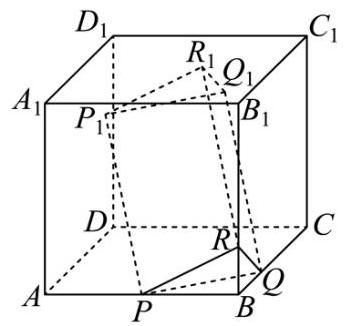 D₁ C₁
R₁
Q₁
A₁ P₁ B₁
D R C
Q
A P B